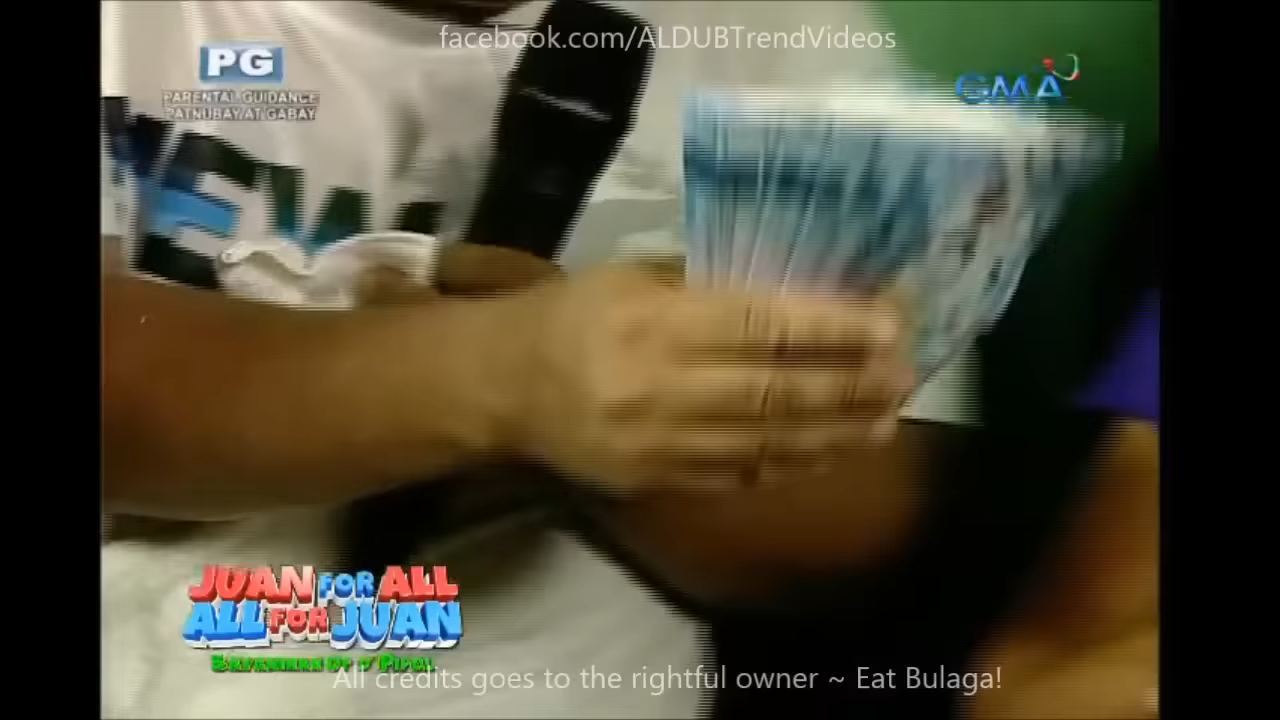 facebook.com/ALDUBTrendVideos
PG
PARENTAL GUIDANCE
PATNUBAY AT GABAY
GMA
JUAN FOR ALL
ALL FOR JUAN
All credits goes to the rightful owner ~ Eat Bulaga!